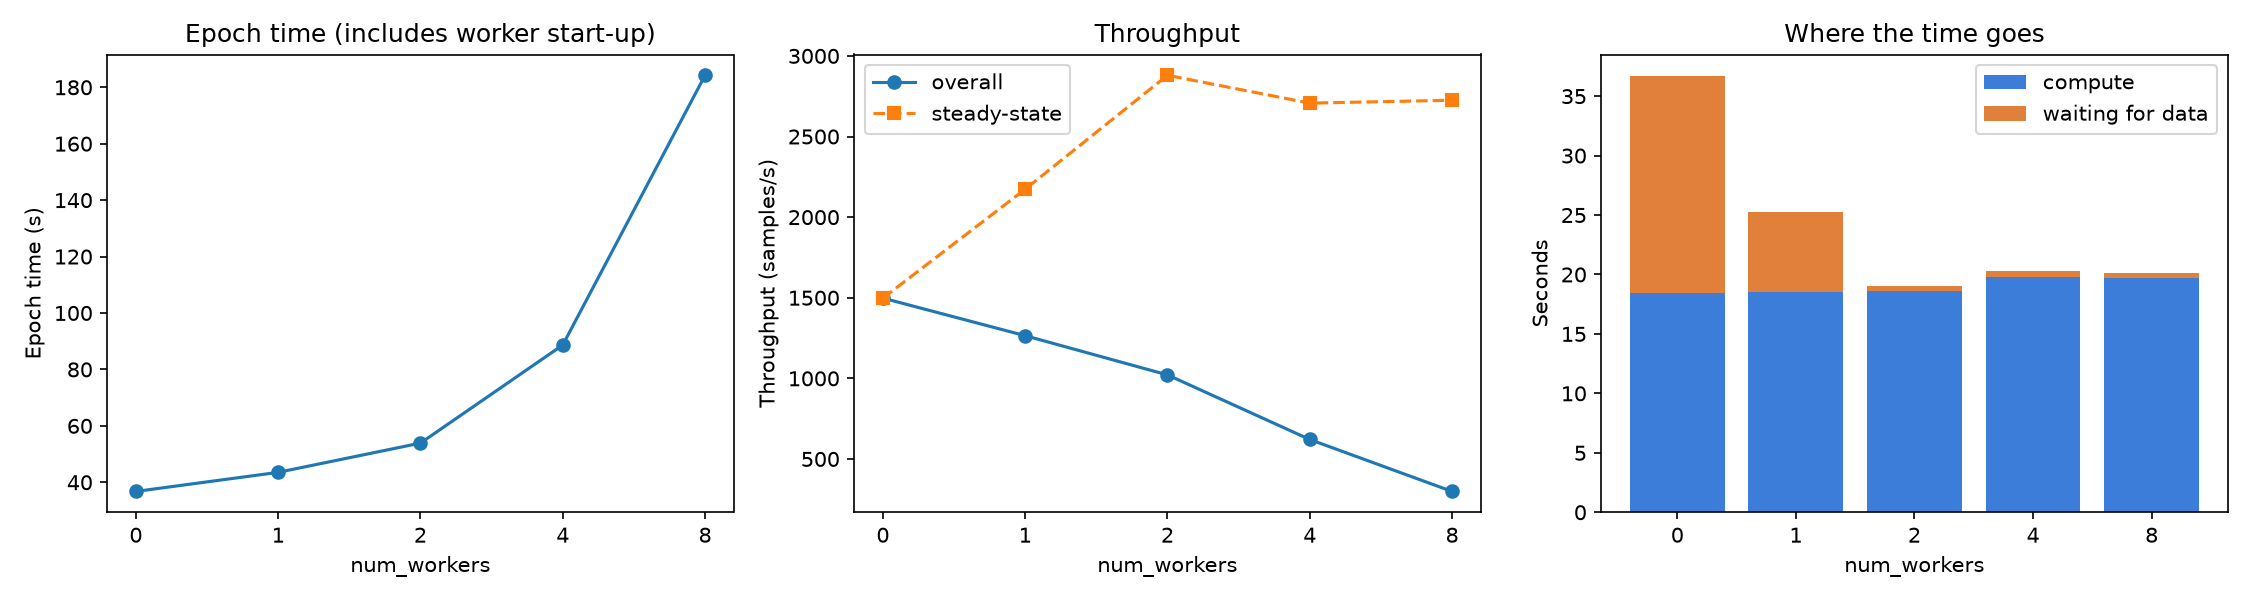 Epoch time (includes worker start-up)
Epoch time (s)
180
160
140
120
100
80
60
40
0 1 2 4 8
num_workers
Throughput
overall
steady-state
Throughput (samples/s)
3000
2500
2000
1500
1000
500
0 1 2 4 8
num_workers
Where the time goes
compute
waiting for data
Seconds
35
30
25
20
15
10
5
0
0 1 2 4 8
num_workers